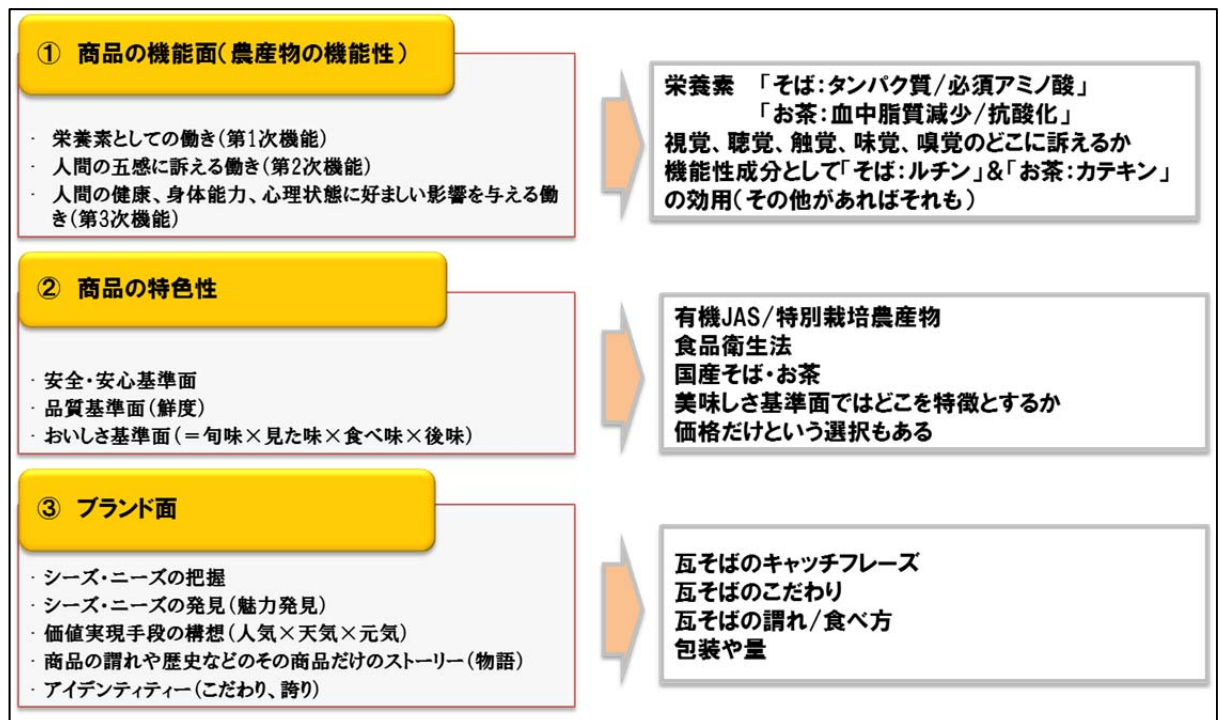 ① 商品の機能面(農産物の機能性)
・ 栄養素としての働き(第1次機能)
・ 人間の五感に訴える働き(第2次機能)
・ 人間の健康、身体能力、心理状態に好ましい影響を与える働
き(第3次機能)
栄養素 「そば:タンパク質/必須アミノ酸」
「お茶:血中脂質減少/抗酸化」
視覚、聴覚、触覚、味覚、嗅覚のどこに訴えるか
機能性成分として「そば:ルチン」&「お茶:カテキン」
の効用(その他があればそれも)
② 商品の特色性
・安全・安心基準面
・品質基準面(鮮度)
・おいしさ基準面(=旬味×見た味×食べ味×後味)
有機JAS/特別栽培農産物
食品衛生法
国産そば・お茶
美味しさ基準面ではどこを特徴とするか
価格だけという選択もある
③ ブランド面
・シーズ・ニーズの把握
・シーズ・ニーズの発見(魅力発見)
・価値実現手段の構想(人気×天気×元気)
・商品の謂れや歴史などのその商品だけのストーリー(物語)
・アイデンティティー(こだわり、誇り)
瓦そばのキャッチフレーズ
瓦そばのこだわり
瓦そばの謂れ/食べ方
包装や量